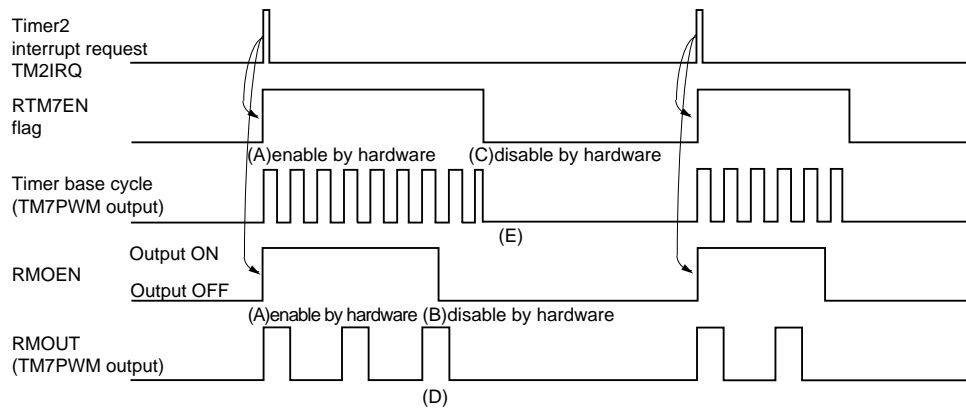 Timer2
interrupt request
TM2IRQ
RTM7EN
flag
(A)enable by hardware
(C)disable by hardware
Timer base cycle
(TM7PWM output)
(E)
Output ON
RMOEN
Output OFF
(A)enable by hardware
(B)disable by hardware
RMOUT
(TM7PWM output)
(D)